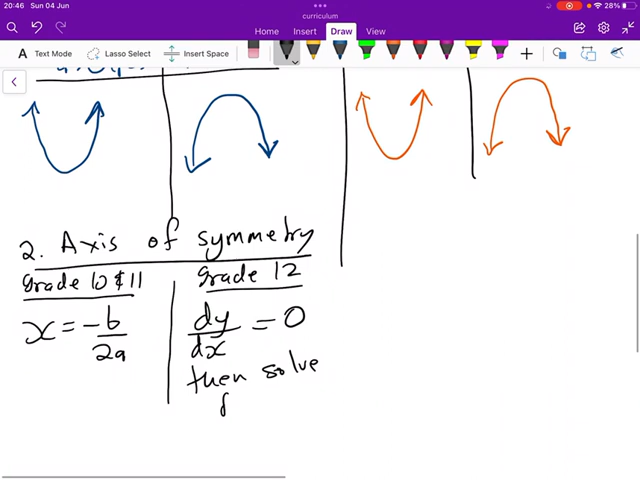 20:46 Sun 04 Jun
28%
curriculum
Home Insert Draw View
Text Mode Lasso Select Insert Space
2. Axis of symmetry
Grade 10 & 11
x = -b
2a
Grade 12
dy = 0
dx
then solve
f